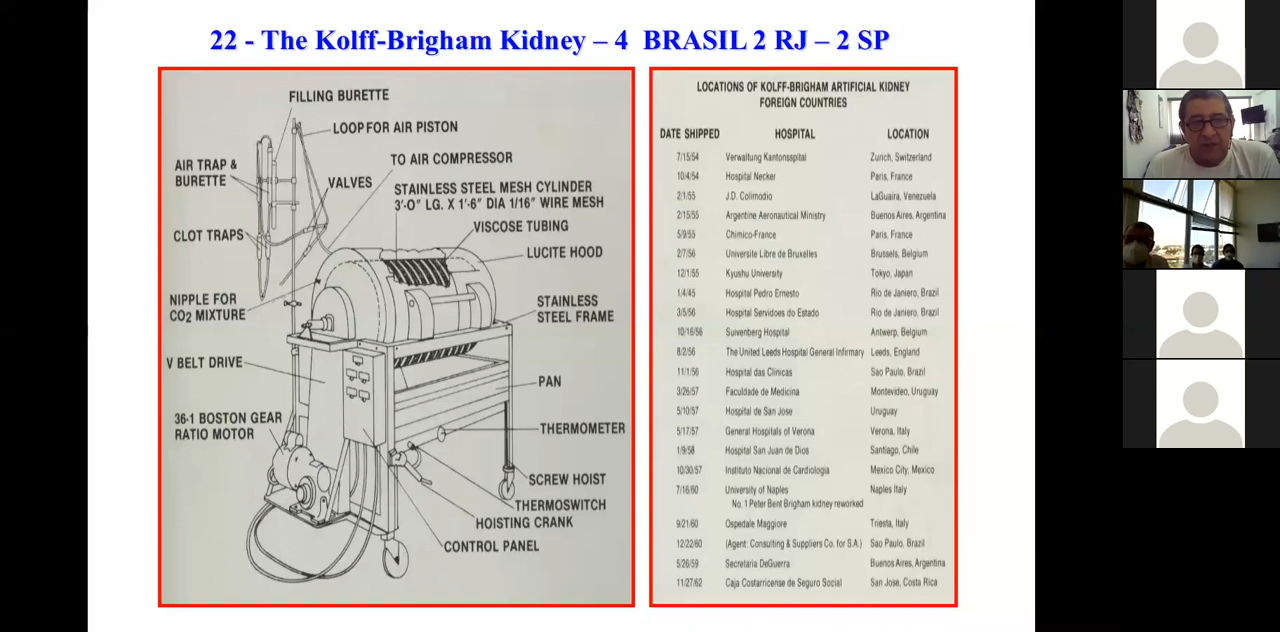 22 - The Kolff-Brigham Kidney – 4 BRASIL 2 RJ – 2 SP
FILLING BURETTE
LOOP FOR AIR PISTON
AIR TRAP &
BURETTE
TO AIR COMPRESSOR
VALVES
STAINLESS STEEL MESH CYLINDER
3'-0" LG. X 1'-6" DIA 1/16" WIRE MESH
VISCOSE TUBING
CLOT TRAPS
LUCITE HOOD
NIPPLE FOR
CO2 MIXTURE
STAINLESS
STEEL FRAME
V BELT DRIVE
PAN
36-1 BOSTON GEAR
RATIO MOTOR
THERMOMETER
SCREW HOIST
THERMOSWITCH
HOISTING CRANK
CONTROL PANEL
LOCATIONS OF KOLFF-BRIGHAM ARTIFICIAL KIDNEY
FOREIGN COUNTRIES
DATE SHIPPED HOSPITAL LOCATION
7/15/54 Verwaltung Kantonsspital Zurich, Switzerland
10/4/54 Hospital Necker Paris, France
2/1/55 J.D. Colimodio LaGuaira, Venezuela
2/15/55 Argentine Aeronautical Ministry Buenos Aires, Argentina
5/9/55 Chimico-France Paris, France
2/7/56 Universite Libre de Bruxelles Brussels, Belgium
12/1/55 Kyushu University Tokyo, Japan
1/4/45 Hospital Pedro Ernesto Rio de Janiero, Brazil
3/5/56 Hospital Servidoes do Estado Rio de Janiero, Brazil
10/16/56 Suivenberg Hospital Antwerp, Belgium
8/2/56 The United Leeds Hospital General Infirmary Leeds, England
11/1/56 Hospital das Clinicas Sao Paulo, Brazil
3/26/57 Faculdade de Medicina Montevideo, Uruguay
5/10/57 Hospital de San Jose Uruguay
5/17/57 General Hospitals of Verona Verona, Italy
1/9/58 Hospital San Juan de Dios Santiago, Chile
10/30/57 Instituto Nacional de Cardiologia Mexico City, Mexico
7/16/60 University of Naples Naples Italy
No. 1 Peter Bent Brigham kidney reworked
9/21/60 Ospedale Maggiore Triesta, Italy
12/22/60 (Agent: Consulting & Suppliers Co. for S.A.) Sao Paulo, Brazil
5/26/59 Secretaria DeGuerra Buenos Aires, Argentina
11/27/62 Caja Costarricense de Seguro Social San Jose, Costa Rica